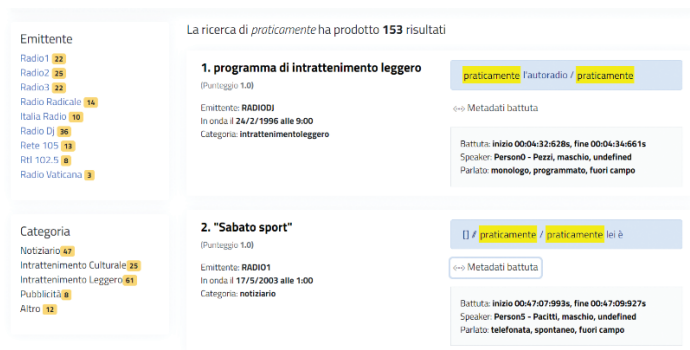 La ricerca di praticamente ha prodotto 153 risultati
Emittente
Radio1 22
Radio2 25
Radio3 22
Radio Radicale 14
Italia Radio 10
Radio Dj 36
Rete 105 13
Rtl 102.5 8
Radio Vaticana 3
Categoria
Notiziario 47
Intrattenimento Culturale 25
Intrattenimento Leggero 61
Pubblicità 8
Altro 12
1. programma di intrattenimento leggero
(Punteggio 1.0)
Emittente: RADIODJ
In onda il 24/2/1996 alle 9:00
Categoria: intrattenimentoleggero
praticamente l'autoradio / praticamente
<--> Metadati battuta
Battuta: inizio 00:04:32:628s, fine 00:04:34:661s
Speaker: Person0 - Pezzi, maschio, undefined
Parlato: monologo, programmato, fuori campo
2. "Sabato sport"
(Punteggio 1.0)
Emittente: RADIO1
In onda il 17/5/2003 alle 1:00
Categoria: notiziario
[] // praticamente / praticamente lei è
<--> Metadati battuta
Battuta: inizio 00:47:07:993s, fine 00:47:09:927s
Speaker: Person5 - Pacitti, maschio, undefined
Parlato: telefonata, spontaneo, fuori campo